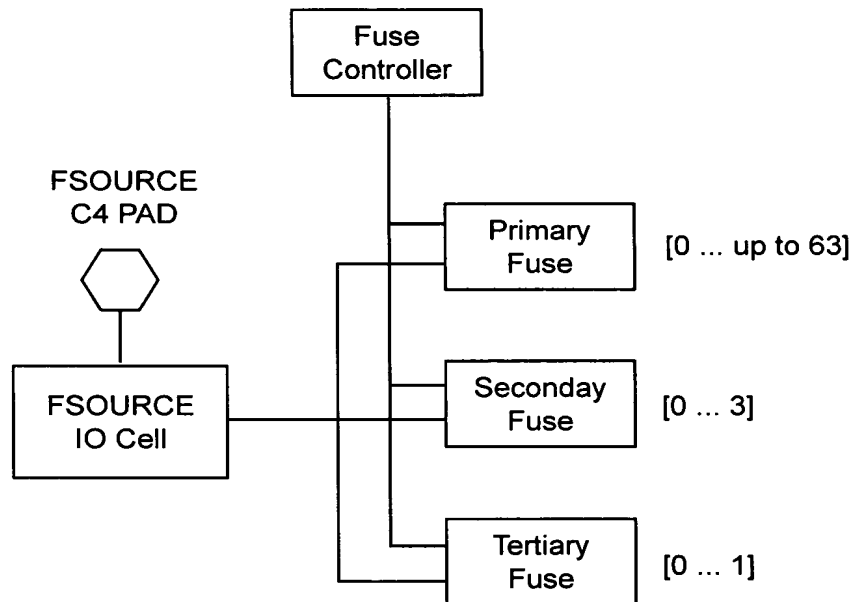 Fuse
Controller
FSOURCE
C4 PAD
Primary
Fuse
[0 ... up to 63]
FSOURCE
IO Cell
Seconday
Fuse
[0 ... 3]
Tertiary
Fuse
[0 ... 1]